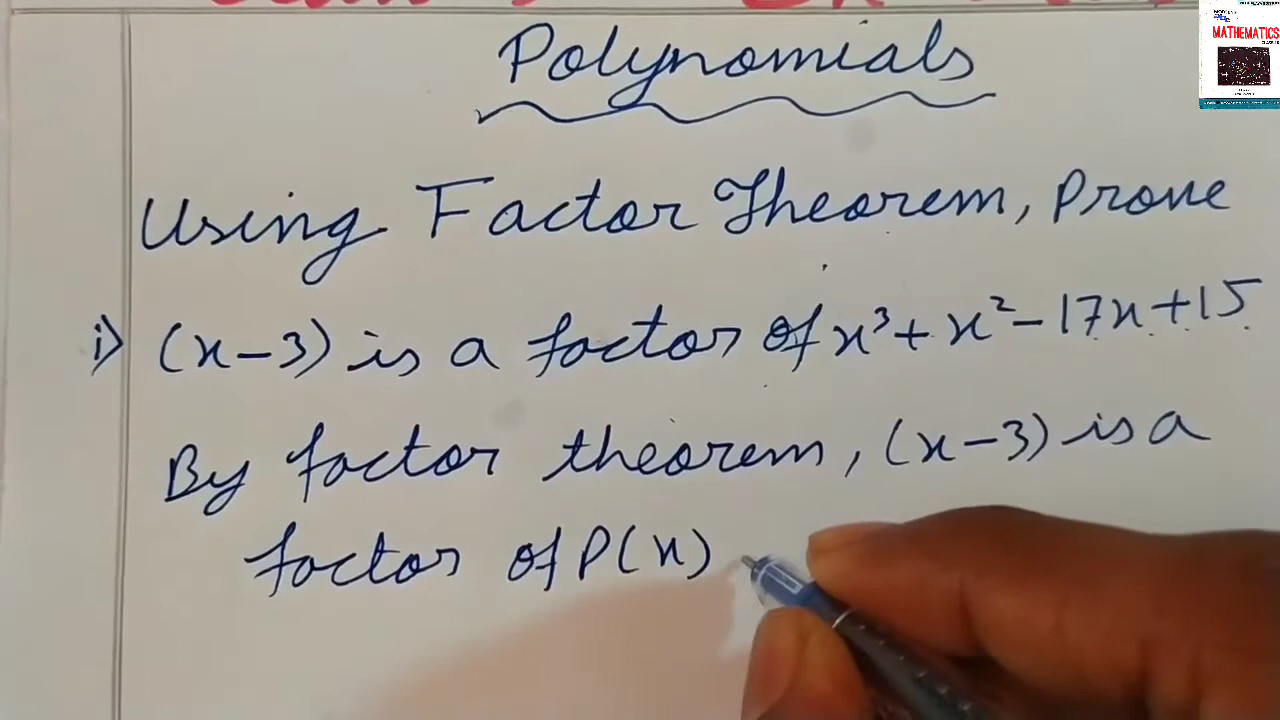 Polynomials
Using Factor Theorem, Prove
i) (x-3) is a factor of x³ + x² - 17x + 15
By factor theorem, (x-3) is a
factor of P(x)
MATHEMATICS